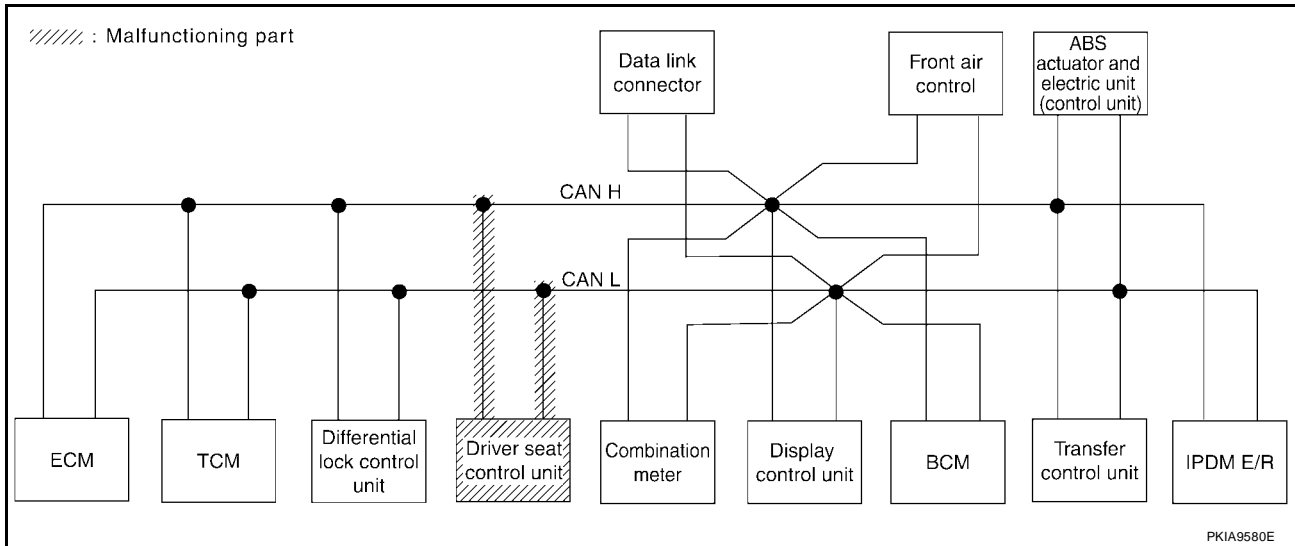 : Malfunctioning part
Data link
connector
Front air
control
ABS
actuator and
electric unit
(control unit)
CAN H
CAN L
ECM
TCM
Differential
lock control
unit
Driver seat
control unit
Combination
meter
Display
control unit
BCM
Transfer
control unit
IPDM E/R
PKIA9580E